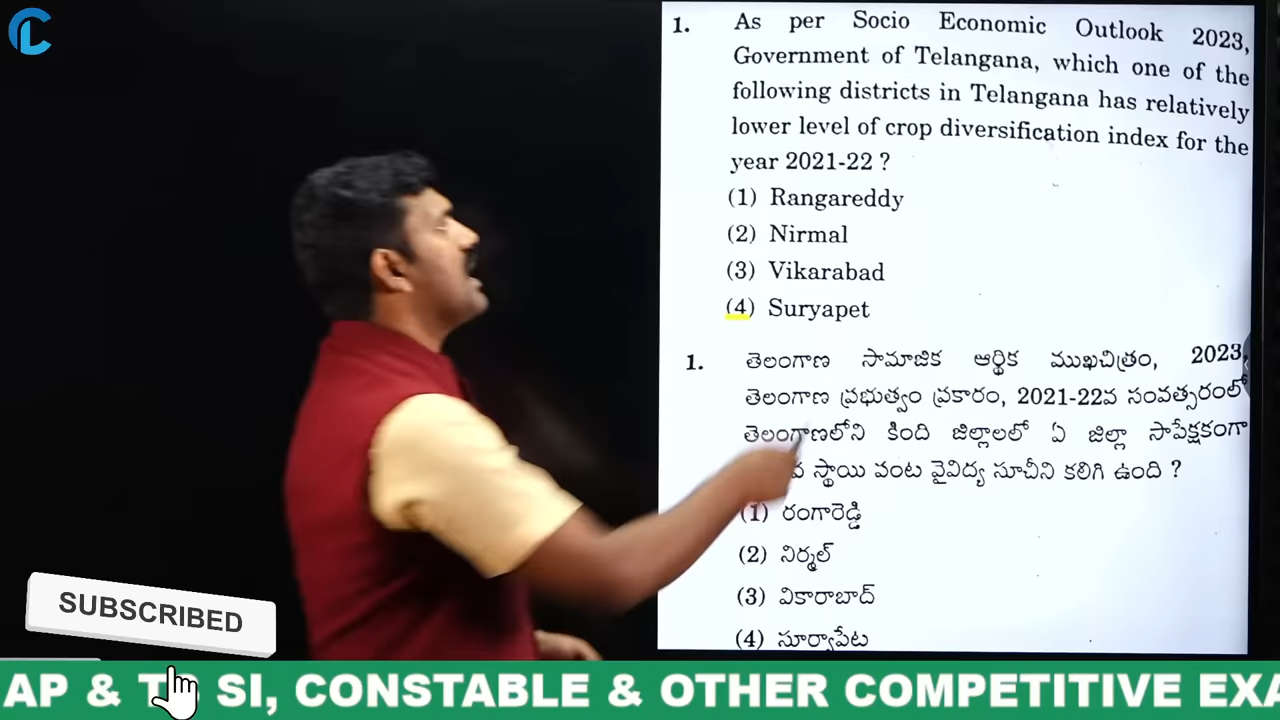 1. As per Socio Economic Outlook 2023,
Government of Telangana, which one of the
following districts in Telangana has relatively
lower level of crop diversification index for the
year 2021-22 ?
(1) Rangareddy
(2) Nirmal
(3) Vikarabad
(4) Suryapet
1. తెలంగాణ సామాజిక ఆర్థిక ముఖచిత్రం, 2023,
తెలంగాణ ప్రభుత్వం ప్రకారం, 2021-22వ సంవత్సరంలో
తెలంగాణలోని కింది జిల్లాలలో ఏ జిల్లా సాపేక్షకంగా
స్థాయి వంట వైవిద్య సూచీని కలిగి ఉంది ?
(1) రంగారెడ్డి
(2) నిర్మల్
(3) వికారాబాద్
(4) సూర్యాపేట
SUBSCRIBED
AP & SI, CONSTABLE & OTHER COMPETITIVE EXA